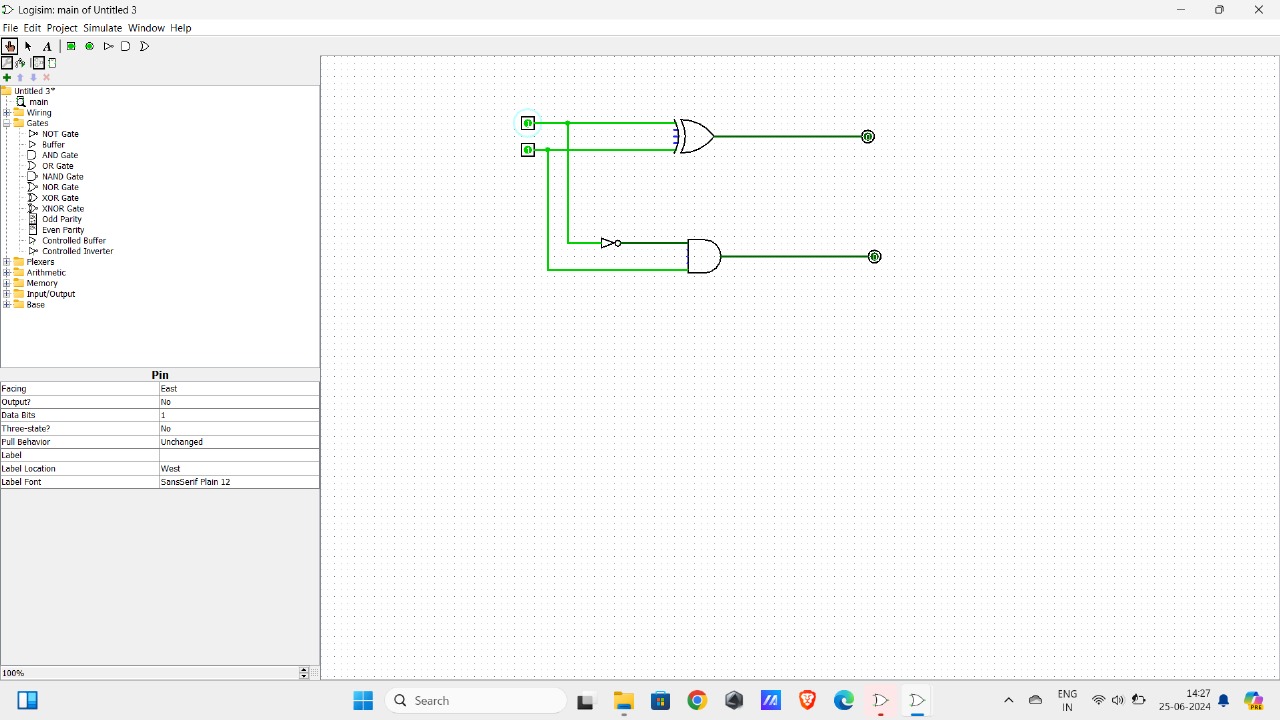 Logisim: main of Untitled 3
File Edit Project Simulate Window Help
A
Untitled 3*
main
Wiring
Gates
NOT Gate
Buffer
AND Gate
OR Gate
NAND Gate
NOR Gate
XOR Gate
XNOR Gate
Odd Parity
Even Parity
Controlled Buffer
Controlled Inverter
Plexers
Arithmetic
Memory
Input/Output
Base
Pin
Facing East
Output? No
Data Bits 1
Three-state? No
Pull Behavior Unchanged
Label
Label Location West
Label Font SansSerif Plain 12
100%
1
1
0
0
Search
ENG
IN
14:27
25-06-2024
PRE